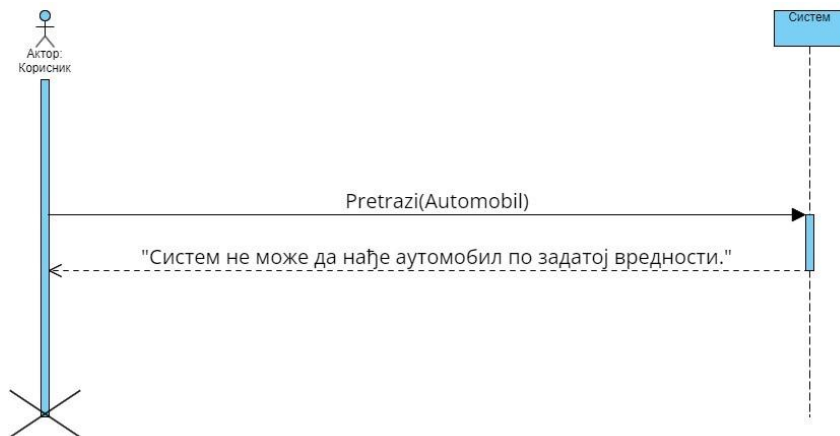 Систем
Актор:
Корисник
Pretrazi(Automobil)
"Систем не може да нађе аутомобил по задатој вредности."